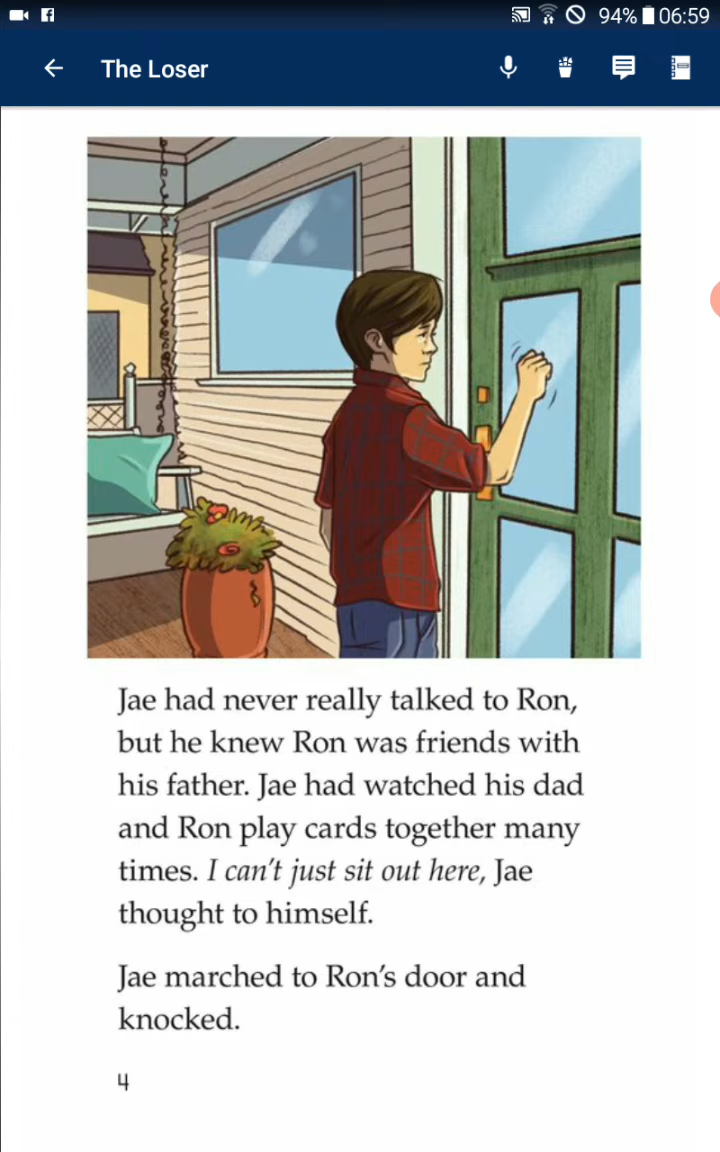 94% 06:59
The Loser
Jae had never really talked to Ron,
but he knew Ron was friends with
his father. Jae had watched his dad
and Ron play cards together many
times. I can't just sit out here, Jae
thought to himself.
Jae marched to Ron's door and
knocked.
4